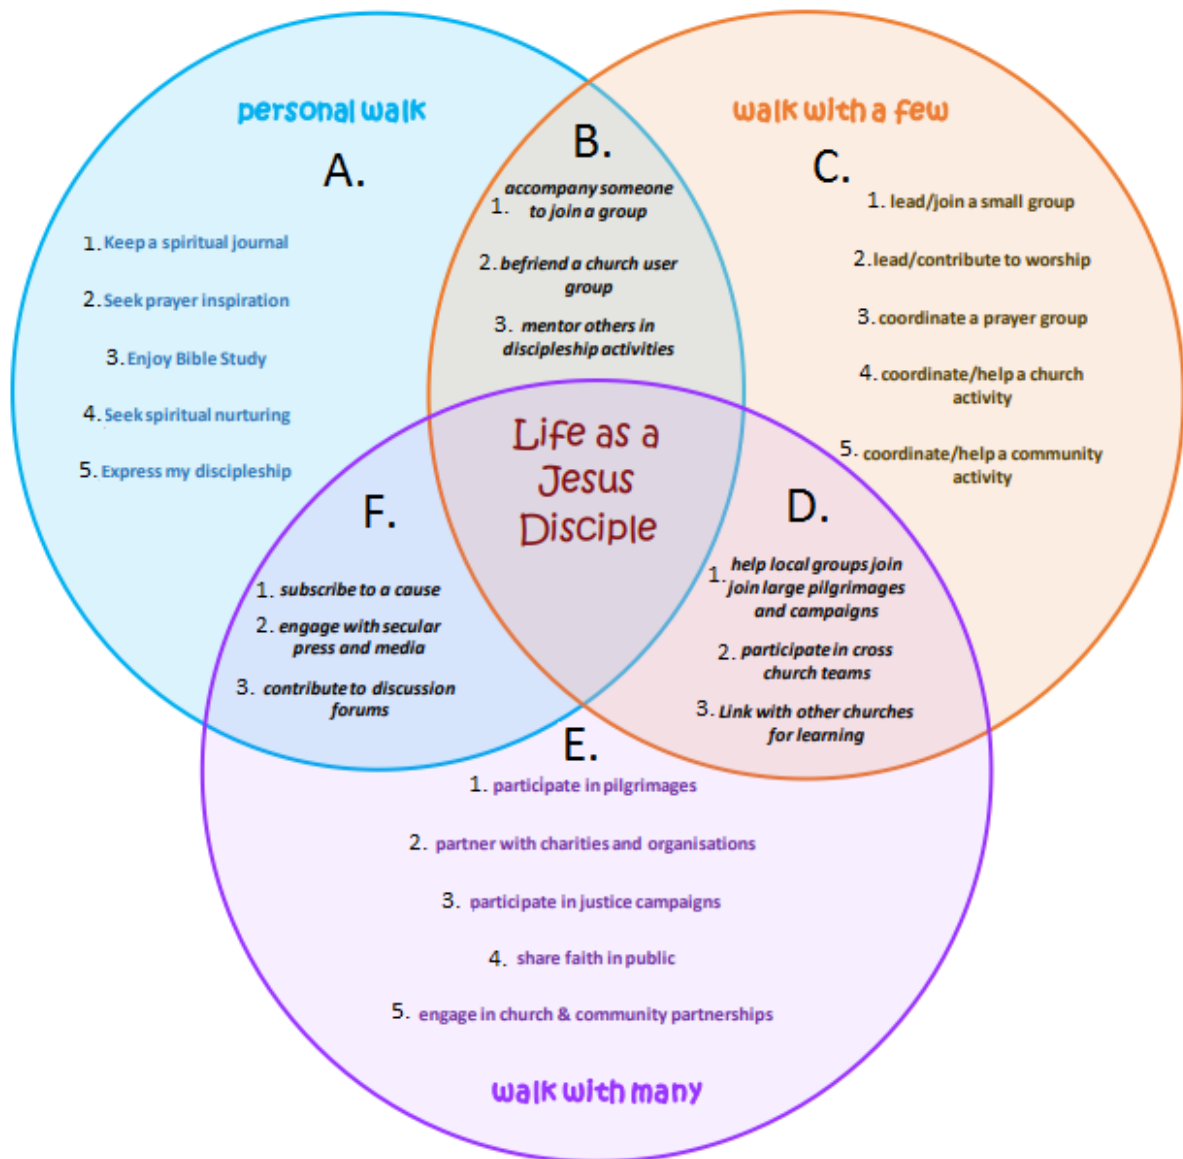 personal walk
A.
1. Keep a spiritual journal
2. Seek prayer inspiration
3. Enjoy Bible Study
4. Seek spiritual nurturing
5. Express my discipleship
B.
1. accompany someone
to join a group
2. befriend a church user
group
3. mentor others in
discipleship activities
walk with a few
C.
1. lead/join a small group
2. lead/contribute to worship
3. coordinate a prayer group
4. coordinate/help a church
activity
5. coordinate/help a community
activity
Life as a
Jesus
Disciple
D.
1. help local groups join
join large pilgrimages
and campaigns
2. participate in cross
church teams
3. Link with other churches
for learning
F.
1. subscribe to a cause
2. engage with secular
press and media
3. contribute to discussion
forums
E.
1. participate in pilgrimages
2. partner with charities and organisations
3. participate in justice campaigns
4. share faith in public
5. engage in church & community partnerships
walk with many